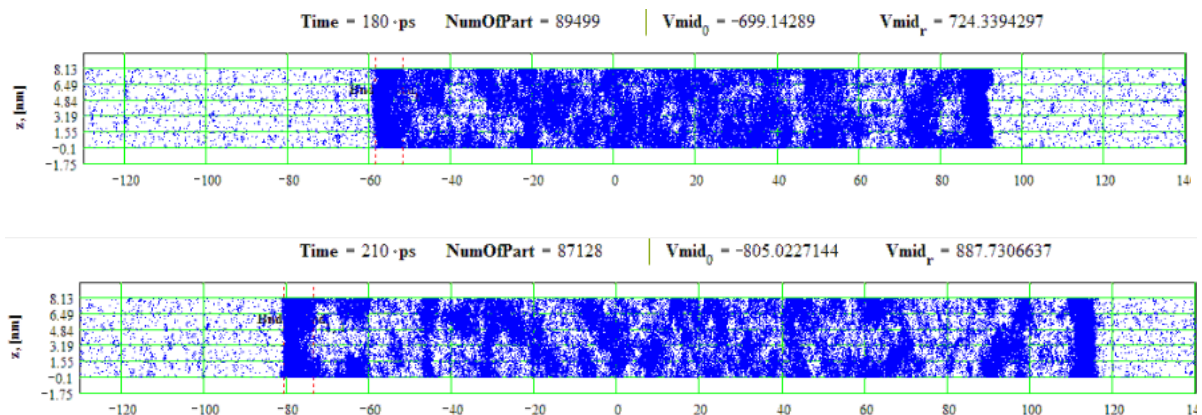 Time = 180 · ps NumOfPart = 89499 Vmid0 = −699.14289 Vmidr = 724.3394297
z, [nm]
8.13
6.49
4.84
3.19
1.55
−0.1
−1.75
−120 −100 −80 −60 −40 −20 0 20 40 60 80 100 120
Time = 210 · ps NumOfPart = 87128 Vmid0 = −805.0227144 Vmidr = 887.7306637
z, [nm]
8.13
6.49
4.84
3.19
1.55
−0.1
−1.75
−120 −100 −80 −60 −40 −20 0 20 40 60 80 100 120 140